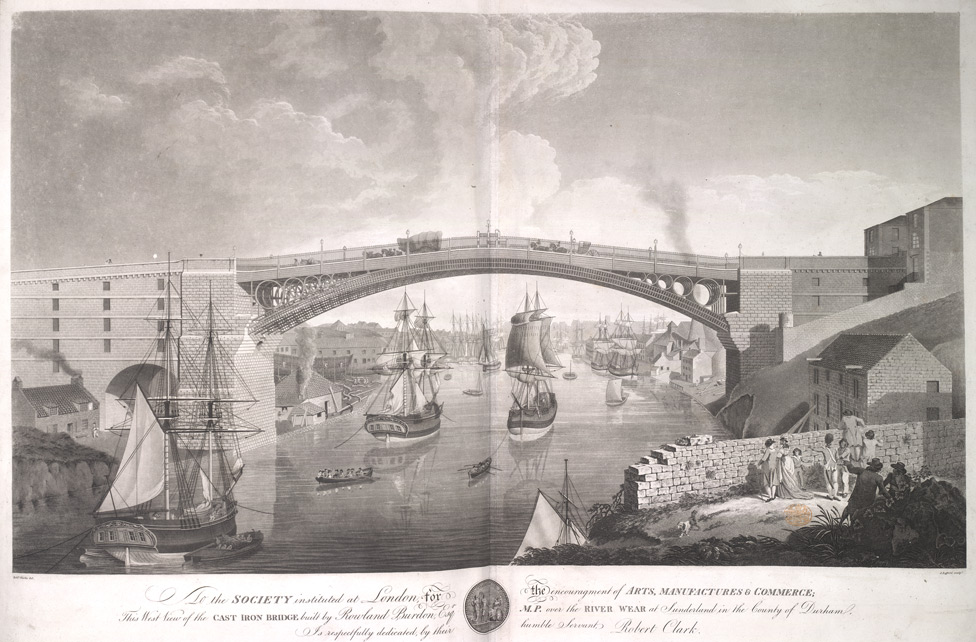 To the SOCIETY instituted at London for the encouragment of ARTS, MANUFACTURES & COMMERCE;
This West View of the CAST IRON BRIDGE, built by Rowland Burdon, Esqr. M.P. over the RIVER WEAR at Sunderland, in the County of Durham,
Is respectfully dedicated, by their humble Servant, Robert Clark.